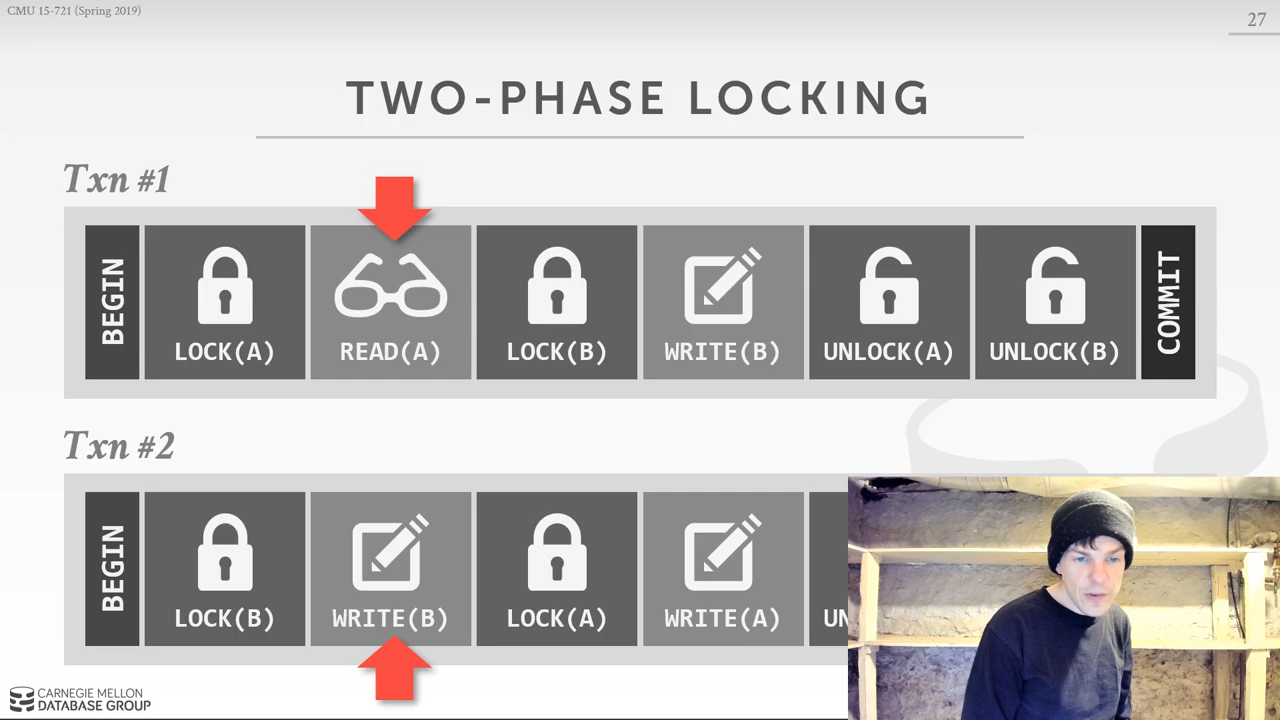 CMU 15-721 (Spring 2019)
27
TWO-PHASE LOCKING
Txn #1
BEGIN
LOCK(A)
READ(A)
LOCK(B)
WRITE(B)
UNLOCK(A)
UNLOCK(B)
COMMIT
Txn #2
BEGIN
LOCK(B)
WRITE(B)
LOCK(A)
WRITE(A)
UN
CARNEGIE MELLON
DATABASE GROUP